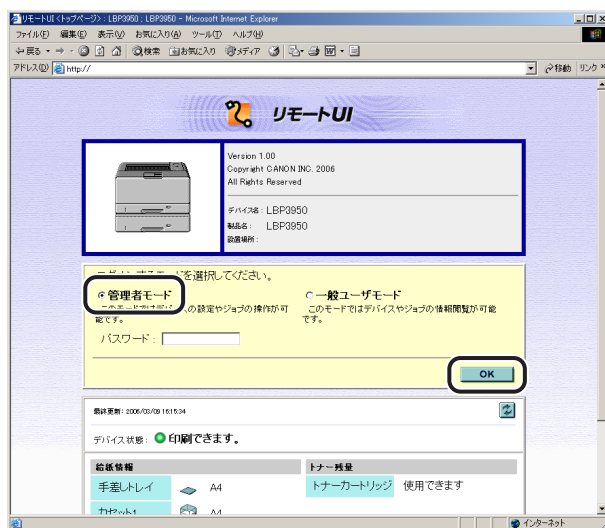 リモートUI <トップページ> : LBP3950 ; LBP3950 - Microsoft Internet Explorer
ファイル(F) 編集(E) 表示(V) お気に入り(A) ツール(T) ヘルプ(H)
戻る 検索 お気に入り メディア
アドレス(D) http:// 移動 リンク »
リモートUI
Version 1.00
Copyright CANON INC. 2006
All Rights Reserved
デバイス名 : LBP3950
製品名 : LBP3950
設置場所 :
を選択してください。
管理者モード 一般ユーザモード
の設定やジョブの操作が可能です。 このモードではデバイスやジョブの情報閲覧が可能です。
パスワード :
OK
最終更新 : 2006/03/09 16:15:34
デバイス状態 : 印刷できます。
給紙情報 トナー残量
手差しトレイ A4 トナーカートリッジ 使用できます
カセット1 A4
インターネット